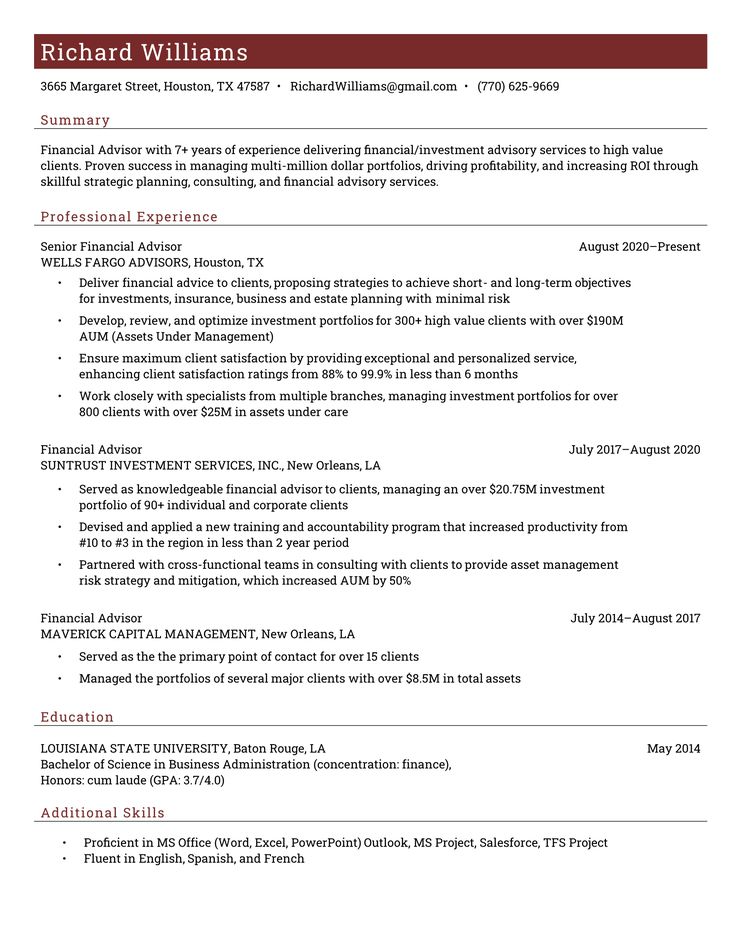 Richard Williams
3665 Margaret Street, Houston, TX 47587 • RichardWilliams@gmail.com • (770) 625-9669
Summary
Financial Advisor with 7+ years of experience delivering financial/investment advisory services to high value
clients. Proven success in managing multi-million dollar portfolios, driving profitability, and increasing ROI through
skillful strategic planning, consulting, and financial advisory services.
Professional Experience
Senior Financial Advisor August 2020–Present
WELLS FARGO ADVISORS, Houston, TX
• Deliver financial advice to clients, proposing strategies to achieve short- and long-term objectives
for investments, insurance, business and estate planning with minimal risk
• Develop, review, and optimize investment portfolios for 300+ high value clients with over $190M
AUM (Assets Under Management)
• Ensure maximum client satisfaction by providing exceptional and personalized service,
enhancing client satisfaction ratings from 88% to 99.9% in less than 6 months
• Work closely with specialists from multiple branches, managing investment portfolios for over
800 clients with over $25M in assets under care
Financial Advisor July 2017–August 2020
SUNTRUST INVESTMENT SERVICES, INC., New Orleans, LA
• Served as knowledgeable financial advisor to clients, managing an over $20.75M investment
portfolio of 90+ individual and corporate clients
• Devised and applied a new training and accountability program that increased productivity from
#10 to #3 in the region in less than 2 year period
• Partnered with cross-functional teams in consulting with clients to provide asset management
risk strategy and mitigation, which increased AUM by 50%
Financial Advisor July 2014–August 2017
MAVERICK CAPITAL MANAGEMENT, New Orleans, LA
• Served as the the primary point of contact for over 15 clients
• Managed the portfolios of several major clients with over $8.5M in total assets
Education
LOUISIANA STATE UNIVERSITY, Baton Rouge, LA May 2014
Bachelor of Science in Business Administration (concentration: finance),
Honors: cum laude (GPA: 3.7/4.0)
Additional Skills
• Proficient in MS Office (Word, Excel, PowerPoint) Outlook, MS Project, Salesforce, TFS Project
• Fluent in English, Spanish, and French